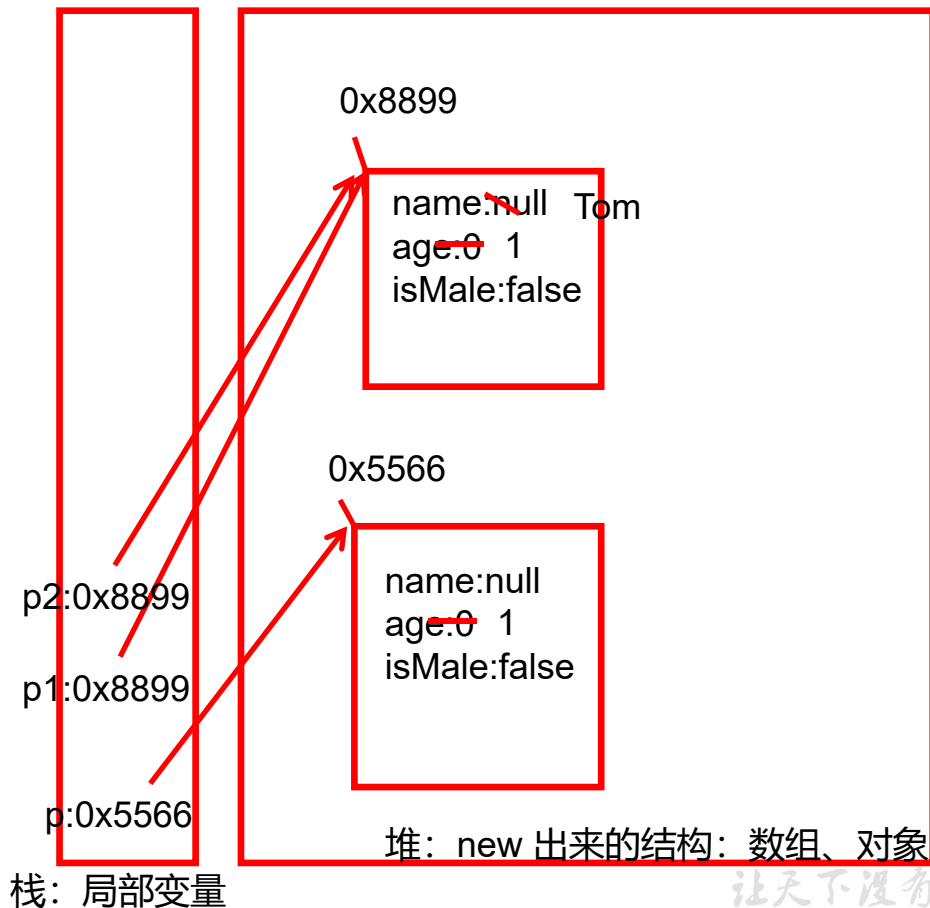 0x8899
name:null Tom
age:0 1
isMale:false
0x5566
name:null
age:0 1
isMale:false
p2:0x8899
p1:0x8899
p:0x5566
堆：new 出来的结构：数组、对象
栈：局部变量
让天下没有